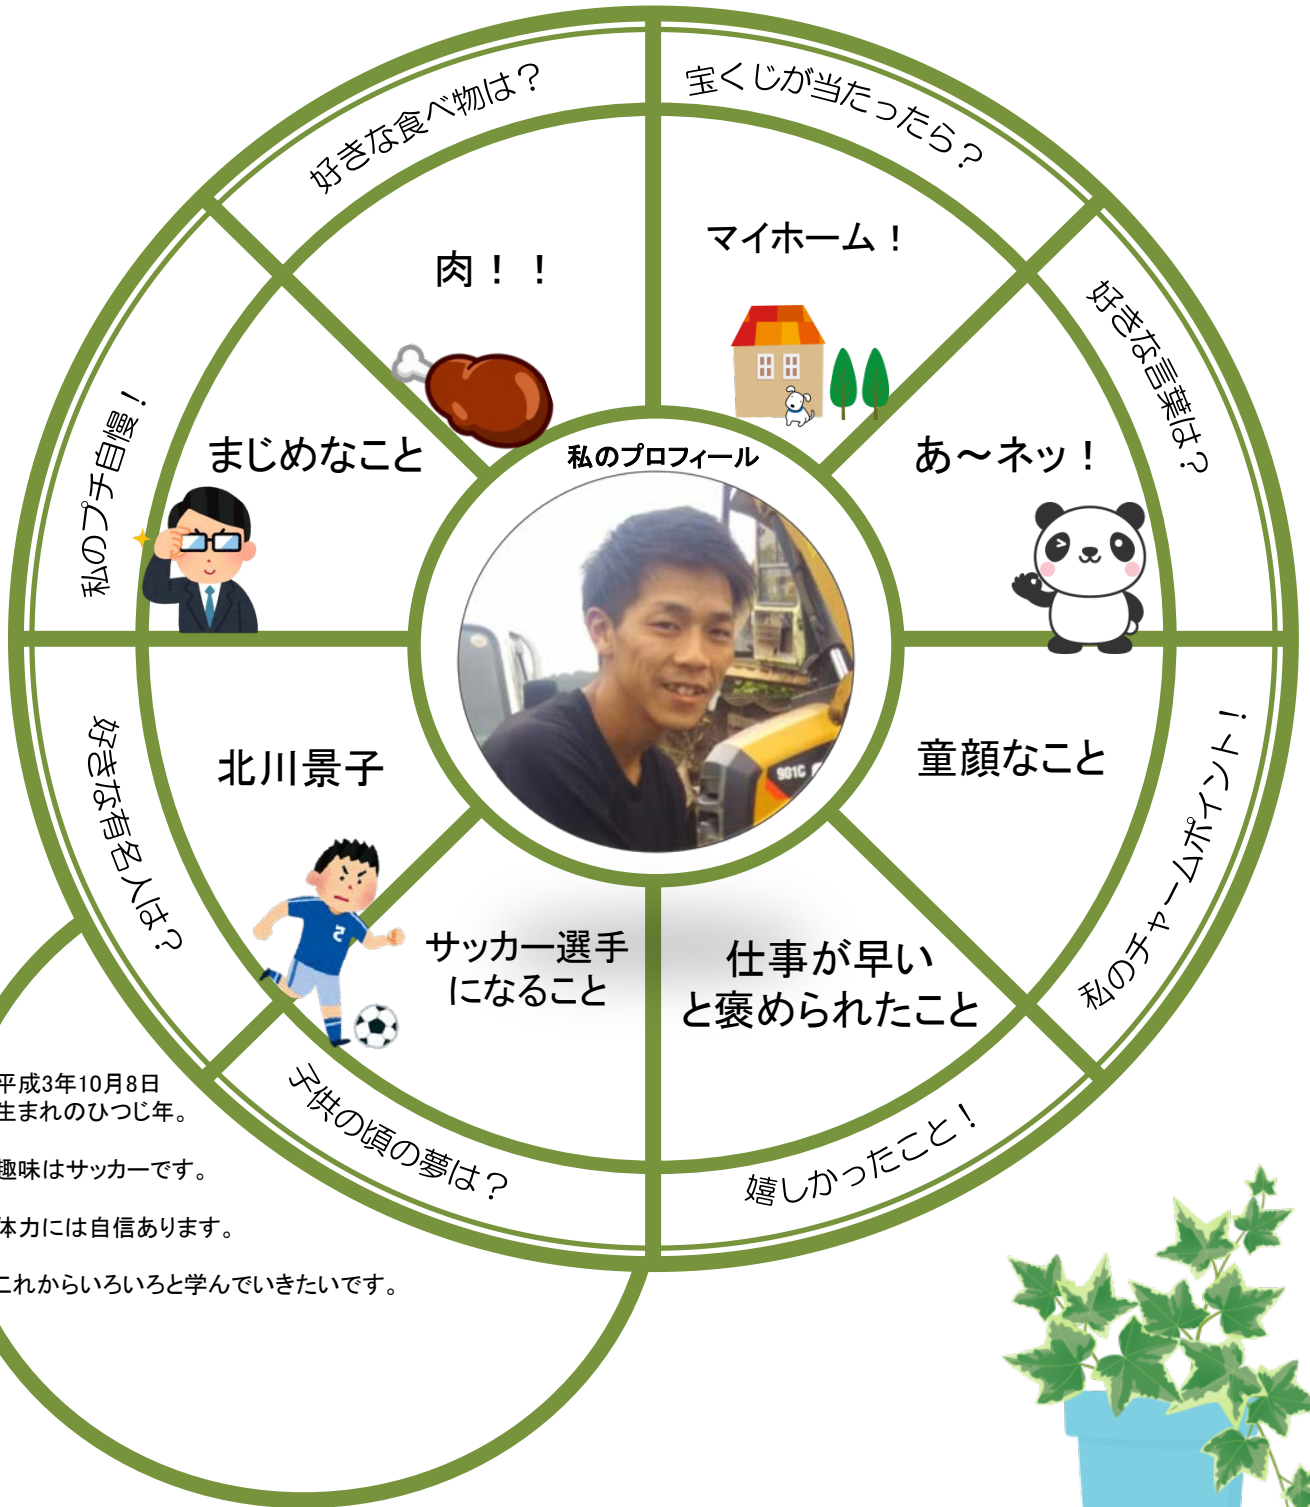 好きな食べ物は？
肉！！
宝くじが当たったら？
マイホーム！
好きな言葉は？
あ～ネッ！
私のチャームポイント！
童顔なこと
嬉しかったこと！
仕事が早い
と褒められたこと
子供の頃の夢は？
サッカー選手
になること
好きな有名人は？
北川景子
私のプチ自慢！
まじめなこと
私のプロフィール
901C
2
平成3年10月8日
生まれのひつじ年。
趣味はサッカーです。
体力には自信あります。
これからいろいろと学んでいきたいです。